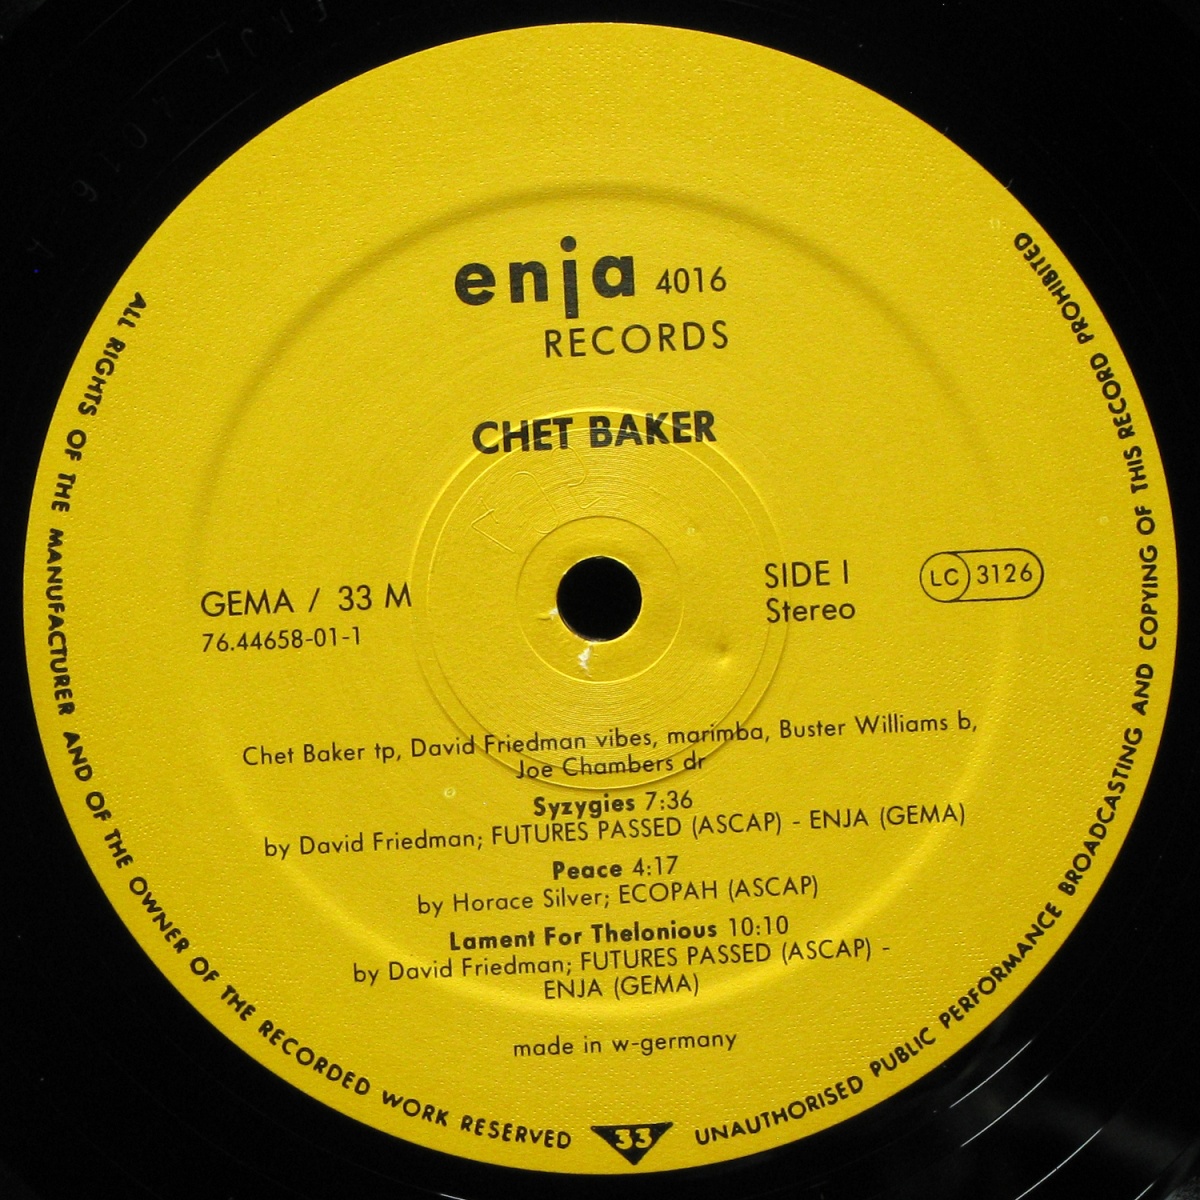 enja 4016
RECORDS
CHET BAKER
GEMA / 33 M
76.44658-01-1
SIDE I
Stereo
LC 3126
Chet Baker tp, David Friedman vibes, marimba, Buster Williams b,
Joe Chambers dr
Syzygies 7:36
by David Friedman; FUTURES PASSED (ASCAP) - ENJA (GEMA)
Peace 4:17
by Horace Silver; ECOPAH (ASCAP)
Lament For Thelonious 10:10
by David Friedman; FUTURES PASSED (ASCAP) -
ENJA (GEMA)
made in w-germany
ALL RIGHTS OF THE MANUFACTURER AND OF THE OWNER OF THE RECORDED WORK RESERVED
33
UNAUTHORISED PUBLIC PERFORMANCE BROADCASTING AND COPYING OF THIS RECORD PROHIBITED